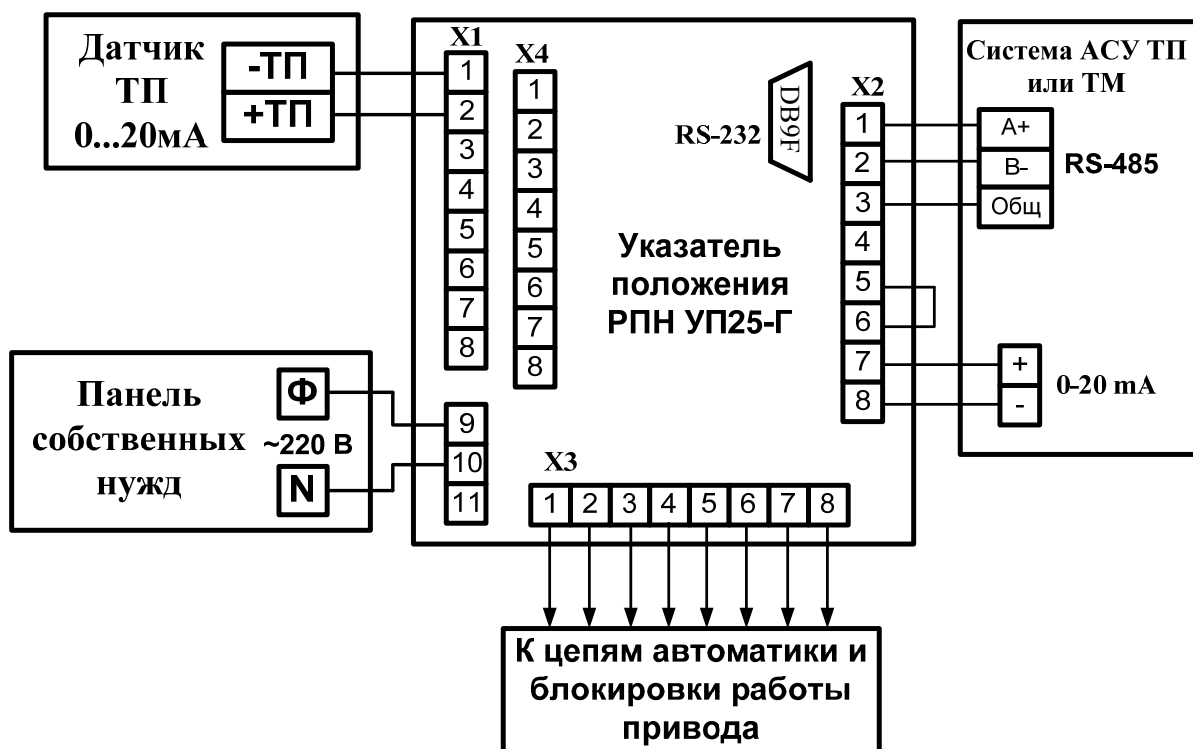 Датчик
ТП
0...20мА
-ТП
+ТП
X1
1
2
3
4
5
6
7
8
9
10
11
X4
1
2
3
4
5
6
7
8
RS-232
DB9F
Указатель
положения
РПН УП25-Г
X2
1
2
3
4
5
6
7
8
Система АСУ ТП
или ТМ
A+
B-
Общ
RS-485
+
-
0-20 mA
Панель
собственных
нужд
Ф
~220 В
N
X3
1 2 3 4 5 6 7 8
К цепям автоматики и
блокировки работы
привода